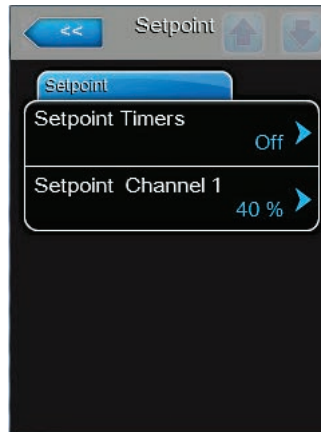 << Setpoint
Setpoint
Setpoint Timers
Off
Setpoint Channel 1
40 %